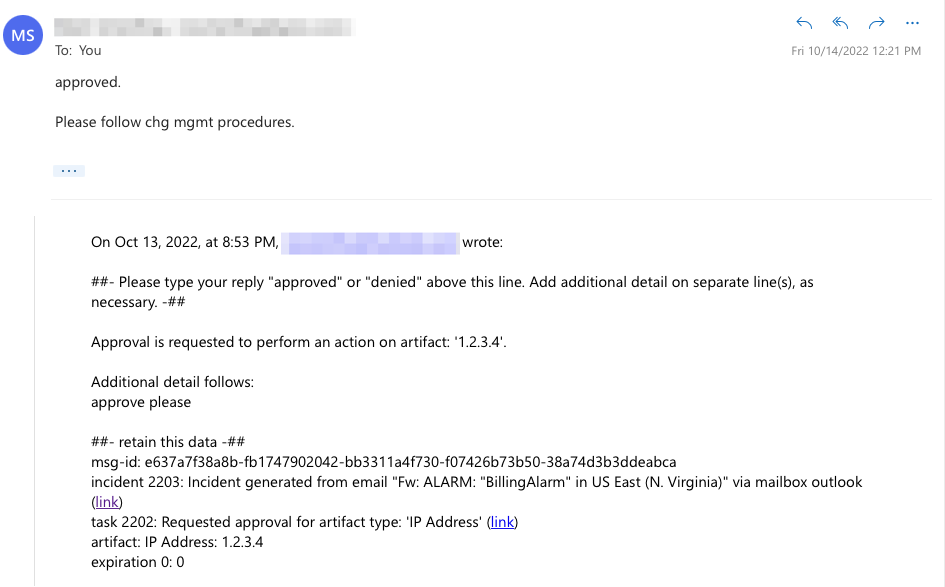 MS
To: You
Fri 10/14/2022 12:21 PM
approved.
Please follow chg mgmt procedures.
...
On Oct 13, 2022, at 8:53 PM, wrote:
##- Please type your reply "approved" or "denied" above this line. Add additional detail on separate line(s), as
necessary. -##
Approval is requested to perform an action on artifact: '1.2.3.4'.
Additional detail follows:
approve please
##- retain this data -##
msg-id: e637a7f38a8b-fb1747902042-bb3311a4f730-f07426b73b50-38a74d3b3ddeabca
incident 2203: Incident generated from email "Fw: ALARM: "BillingAlarm" in US East (N. Virginia)" via mailbox outlook
(link)
task 2202: Requested approval for artifact type: 'IP Address' (link)
artifact: IP Address: 1.2.3.4
expiration 0: 0